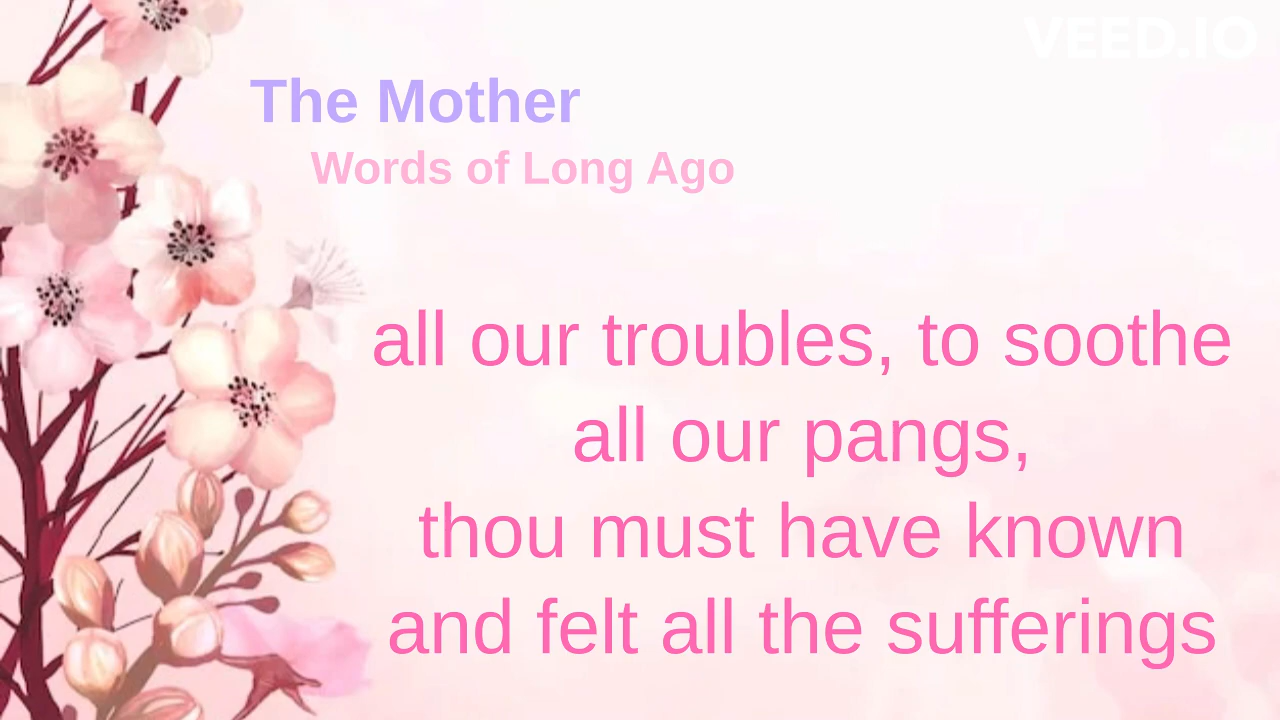 VEED.IO
The Mother
Words of Long Ago
all our troubles, to soothe
all our pangs,
thou must have known
and felt all the sufferings